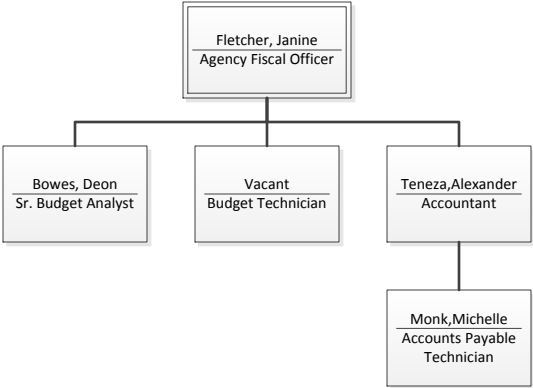 Fletcher, Janine
Agency Fiscal Officer
Bowes, Deon
Sr. Budget Analyst
Vacant
Budget Technician
Teneza,Alexander
Accountant
Monk,Michelle
Accounts Payable
Technician